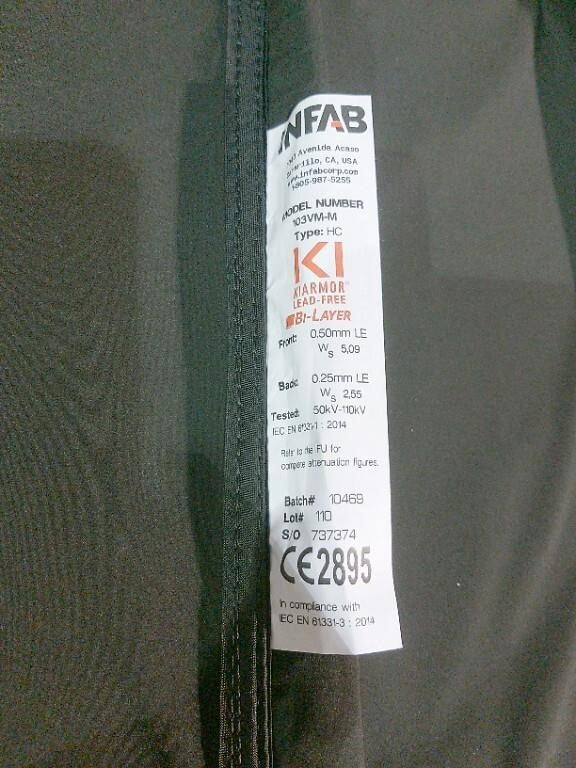 INFAB
Avenida Acaso
CA, USA
www.infabcorp.com
1-805-987-5255
MODEL NUMBER
103VM-M
Type: HC
KI
KIARMOR™
LEAD-FREE
BI-LAYER
Front: 0.50mm LE
WS 5,09
Back: 0.25mm LE
WS 2,55
Tested: 50kV-110kV
IEC EN 61331-1 : 2014
Refer to the FU for
complete attenuation figures.
Batch# 10469
Lot# 110
S/O 737374
CE2895
In compliance with
IEC EN 61331-3 : 2014